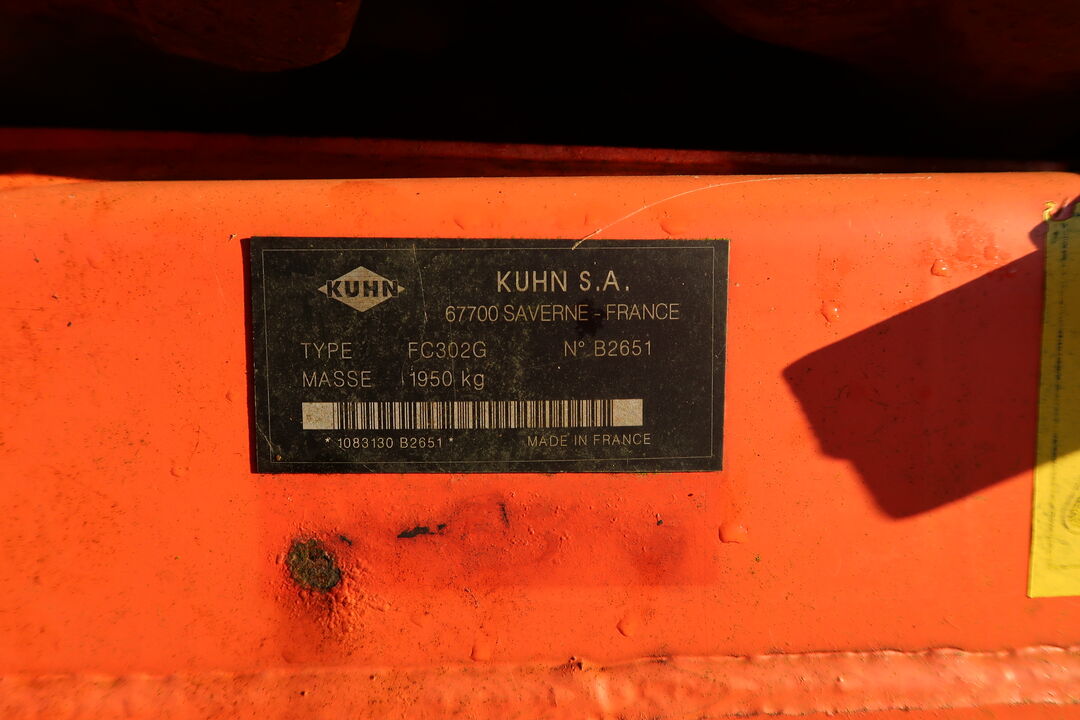 KUHN
KUHN S.A.
67700 SAVERNE - FRANCE
TYPE FC302G N° B2651
MASSE 1950 kg
* 1083130 B2651 * MADE IN FRANCE